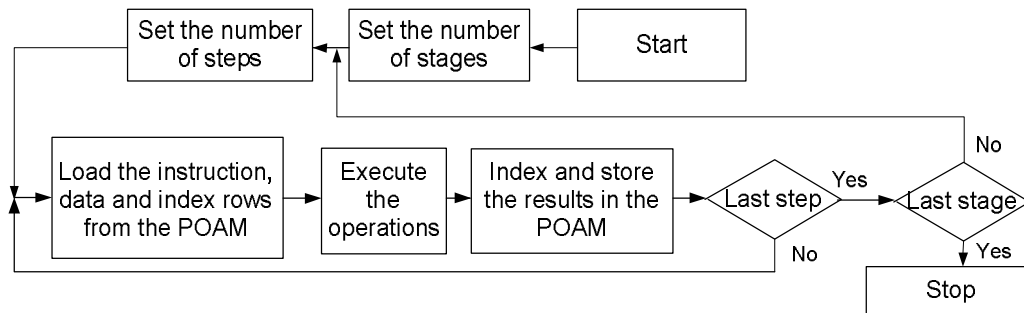 Set the number
of steps
Set the number
of stages
Start
No
Load the instruction,
data and index rows
from the POAM
Execute
the
operations
Index and store
the results in the
POAM
Last step
Yes
Last stage
No
Yes
Stop